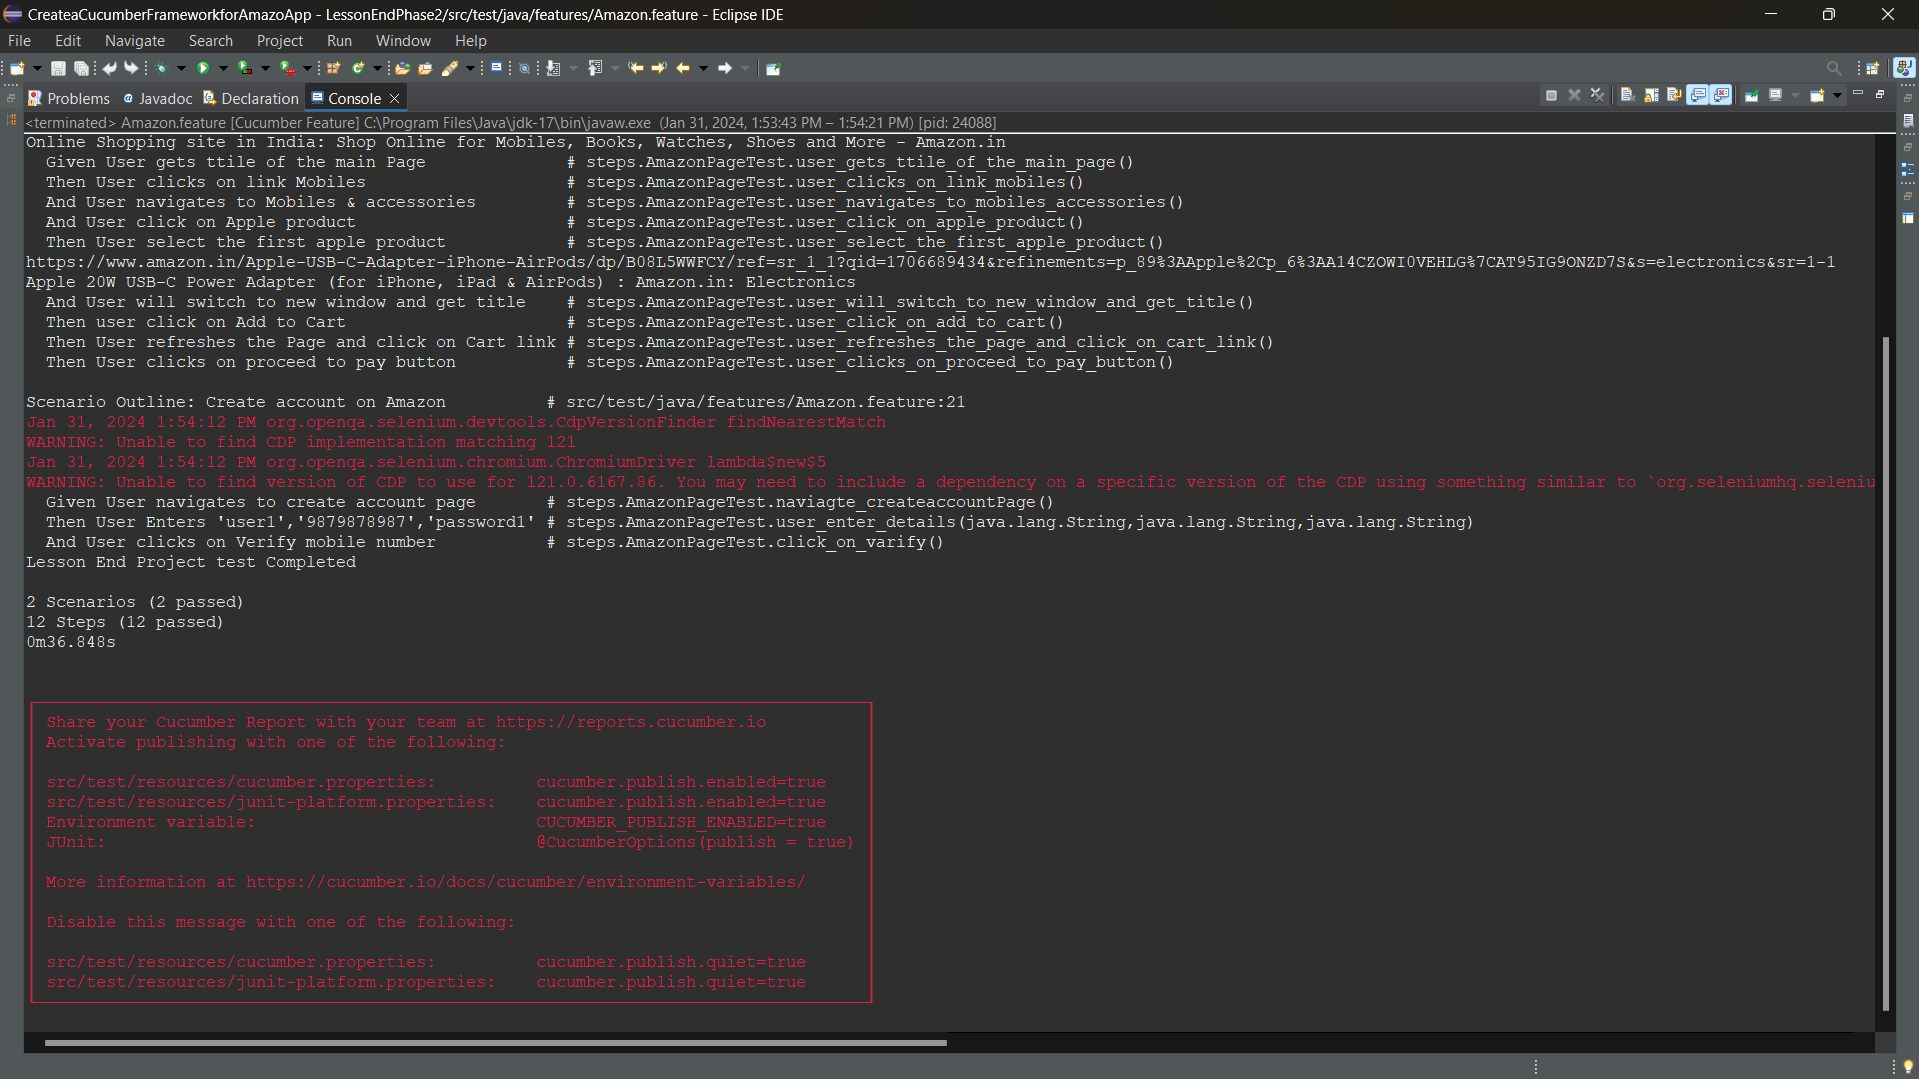 CreateaCucumberFrameworkforAmazoApp - LessonEndPhase2/src/test/java/features/Amazon.feature - Eclipse IDE
File Edit Navigate Search Project Run Window Help
Problems Javadoc Declaration Console
<terminated> Amazon.feature [Cucumber Feature] C:\Program Files\Java\jdk-17\bin\javaw.exe (Jan 31, 2024, 1:53:43 PM – 1:54:21 PM) [pid: 24088]
Online Shopping site in India: Shop Online for Mobiles, Books, Watches, Shoes and More - Amazon.in
Given User gets ttile of the main Page # steps.AmazonPageTest.user_gets_ttile_of_the_main_page()
Then User clicks on link Mobiles # steps.AmazonPageTest.user_clicks_on_link_mobiles()
And User navigates to Mobiles & accessories # steps.AmazonPageTest.user_navigates_to_mobiles_accessories()
And User click on Apple product # steps.AmazonPageTest.user_click_on_apple_product()
Then User select the first apple product # steps.AmazonPageTest.user_select_the_first_apple_product()
https://www.amazon.in/Apple-USB-C-Adapter-iPhone-AirPods/dp/B08L5WWFCY/ref=sr_1_1?qid=1706689434&refinements=p_89%3AApple%2Cp_6%3AA14CZOWI0VEHLG%7CAT95IG9ONZD7S&s=electronics&sr=1-1
Apple 20W USB-C Power Adapter (for iPhone, iPad & AirPods) : Amazon.in: Electronics
And User will switch to new window and get title # steps.AmazonPageTest.user_will_switch_to_new_window_and_get_title()
Then user click on Add to Cart # steps.AmazonPageTest.user_click_on_add_to_cart()
Then User refreshes the Page and click on Cart link # steps.AmazonPageTest.user_refreshes_the_page_and_click_on_cart_link()
Then User clicks on proceed to pay button # steps.AmazonPageTest.user_clicks_on_proceed_to_pay_button()
Scenario Outline: Create account on Amazon # src/test/java/features/Amazon.feature:21
Jan 31, 2024 1:54:12 PM org.openqa.selenium.devtools.CdpVersionFinder findNearestMatch
WARNING: Unable to find CDP implementation matching 121
Jan 31, 2024 1:54:12 PM org.openqa.selenium.chromium.ChromiumDriver lambda$new$5
WARNING: Unable to find version of CDP to use for 121.0.6167.86. You may need to include a dependency on a specific version of the CDP using something similar to `org.seleniumhq.seleniu
Given User navigates to create account page # steps.AmazonPageTest.naviagte_createaccountPage()
Then User Enters 'user1','9879878987','password1' # steps.AmazonPageTest.user_enter_details(java.lang.String,java.lang.String,java.lang.String)
And User clicks on Verify mobile number # steps.AmazonPageTest.click_on_varify()
Lesson End Project test Completed
2 Scenarios (2 passed)
12 Steps (12 passed)
0m36.848s
Share your Cucumber Report with your team at https://reports.cucumber.io
Activate publishing with one of the following:
src/test/resources/cucumber.properties: cucumber.publish.enabled=true
src/test/resources/junit-platform.properties: cucumber.publish.enabled=true
Environment variable: CUCUMBER_PUBLISH_ENABLED=true
JUnit: @CucumberOptions(publish = true)
More information at https://cucumber.io/docs/cucumber/environment-variables/
Disable this message with one of the following:
src/test/resources/cucumber.properties: cucumber.publish.quiet=true
src/test/resources/junit-platform.properties: cucumber.publish.quiet=true